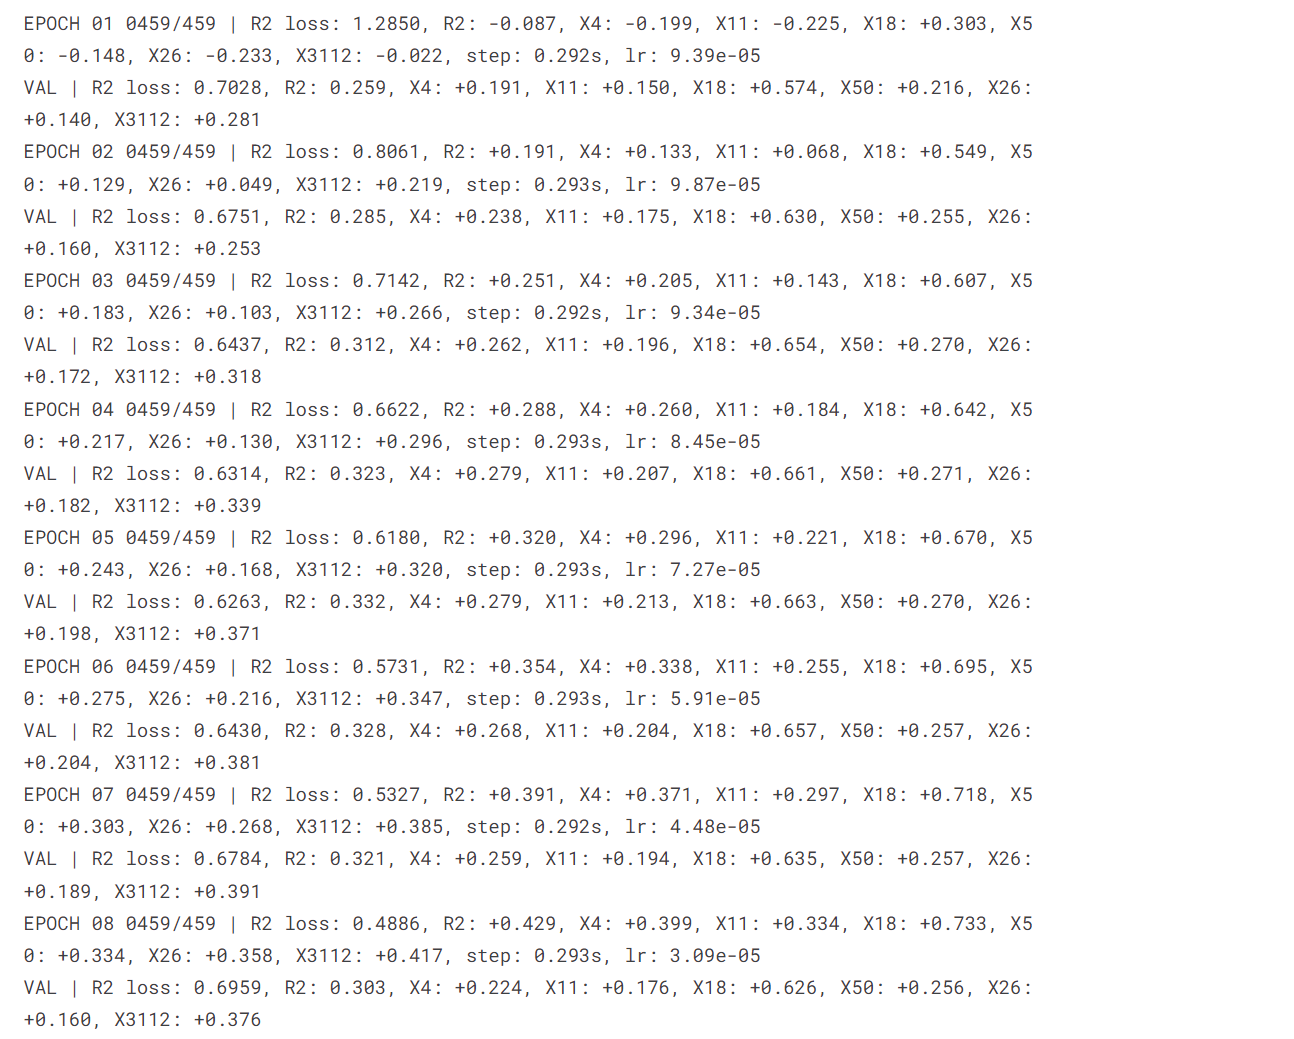 EPOCH 01 0459/459 | R2 loss: 1.2850, R2: -0.087, X4: -0.199, X11: -0.225, X18: +0.303, X5
0: -0.148, X26: -0.233, X3112: -0.022, step: 0.292s, lr: 9.39e-05
VAL | R2 loss: 0.7028, R2: 0.259, X4: +0.191, X11: +0.150, X18: +0.574, X50: +0.216, X26:
+0.140, X3112: +0.281
EPOCH 02 0459/459 | R2 loss: 0.8061, R2: +0.191, X4: +0.133, X11: +0.068, X18: +0.549, X5
0: +0.129, X26: +0.049, X3112: +0.219, step: 0.293s, lr: 9.87e-05
VAL | R2 loss: 0.6751, R2: 0.285, X4: +0.238, X11: +0.175, X18: +0.630, X50: +0.255, X26:
+0.160, X3112: +0.253
EPOCH 03 0459/459 | R2 loss: 0.7142, R2: +0.251, X4: +0.205, X11: +0.143, X18: +0.607, X5
0: +0.183, X26: +0.103, X3112: +0.266, step: 0.292s, lr: 9.34e-05
VAL | R2 loss: 0.6437, R2: 0.312, X4: +0.262, X11: +0.196, X18: +0.654, X50: +0.270, X26:
+0.172, X3112: +0.318
EPOCH 04 0459/459 | R2 loss: 0.6622, R2: +0.288, X4: +0.260, X11: +0.184, X18: +0.642, X5
0: +0.217, X26: +0.130, X3112: +0.296, step: 0.293s, lr: 8.45e-05
VAL | R2 loss: 0.6314, R2: 0.323, X4: +0.279, X11: +0.207, X18: +0.661, X50: +0.271, X26:
+0.182, X3112: +0.339
EPOCH 05 0459/459 | R2 loss: 0.6180, R2: +0.320, X4: +0.296, X11: +0.221, X18: +0.670, X5
0: +0.243, X26: +0.168, X3112: +0.320, step: 0.293s, lr: 7.27e-05
VAL | R2 loss: 0.6263, R2: 0.332, X4: +0.279, X11: +0.213, X18: +0.663, X50: +0.270, X26:
+0.198, X3112: +0.371
EPOCH 06 0459/459 | R2 loss: 0.5731, R2: +0.354, X4: +0.338, X11: +0.255, X18: +0.695, X5
0: +0.275, X26: +0.216, X3112: +0.347, step: 0.293s, lr: 5.91e-05
VAL | R2 loss: 0.6430, R2: 0.328, X4: +0.268, X11: +0.204, X18: +0.657, X50: +0.257, X26:
+0.204, X3112: +0.381
EPOCH 07 0459/459 | R2 loss: 0.5327, R2: +0.391, X4: +0.371, X11: +0.297, X18: +0.718, X5
0: +0.303, X26: +0.268, X3112: +0.385, step: 0.292s, lr: 4.48e-05
VAL | R2 loss: 0.6784, R2: 0.321, X4: +0.259, X11: +0.194, X18: +0.635, X50: +0.257, X26:
+0.189, X3112: +0.391
EPOCH 08 0459/459 | R2 loss: 0.4886, R2: +0.429, X4: +0.399, X11: +0.334, X18: +0.733, X5
0: +0.334, X26: +0.358, X3112: +0.417, step: 0.293s, lr: 3.09e-05
VAL | R2 loss: 0.6959, R2: 0.303, X4: +0.224, X11: +0.176, X18: +0.626, X50: +0.256, X26:
+0.160, X3112: +0.376